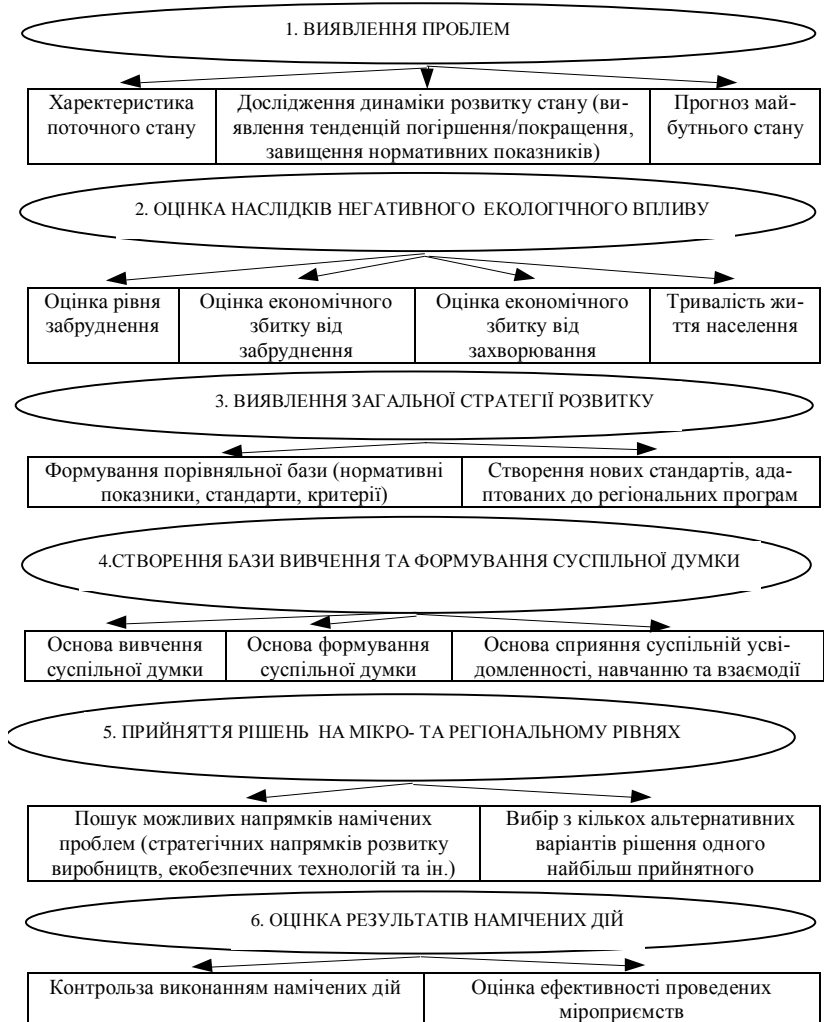 1. ВИЯВЛЕННЯ ПРОБЛЕМ
Характеристика
поточного стану
Дослідження динаміки розвитку стану (ви-
явлення тенденцій погіршення/покращення,
завищення нормативних показників)
Прогноз май-
бутнього стану
2. ОЦІНКА НАСЛІДКІВ НЕГАТИВНОГО ЕКОЛОГІЧНОГО ВПЛИВУ
Оцінка рівня
забруднення
Оцінка економічного
збитку від
забруднення
Оцінка економічного
збитку від
захворювання
Тривалість жи-
ття населення
3. ВИЯВЛЕННЯ ЗАГАЛЬНОЇ СТРАТЕГІЇ РОЗВИТКУ
Формування порівняльної бази (нормативні
показники, стандарти, критерії)
Створення нових стандартів, ада-
птованих до регіональних програм
4.СТВОРЕННЯ БАЗИ ВИВЧЕННЯ ТА ФОРМУВАННЯ СУСПІЛЬНОЇ ДУМКИ
Основа вивчення
суспільної думки
Основа формування
суспільної думки
Основа сприяння суспільній усві-
домленності, навчанню та взаємодії
5. ПРИЙНЯТТЯ РІШЕНЬ НА МІКРО- ТА РЕГІОНАЛЬНОМУ РІВНЯХ
Пошук можливих напрямків намічених
проблем (стратегічних напрямків розвитку
виробництв, екобезпечних технологій та ін.)
Вибір з кількох альтернативних
варіантів рішення одного
найбільш прийнятного
6. ОЦІНКА РЕЗУЛЬТАТІВ НАМІЧЕНИХ ДІЙ
Контрольза виконанням намічених дій
Оцінка ефективності проведених
міроприємств